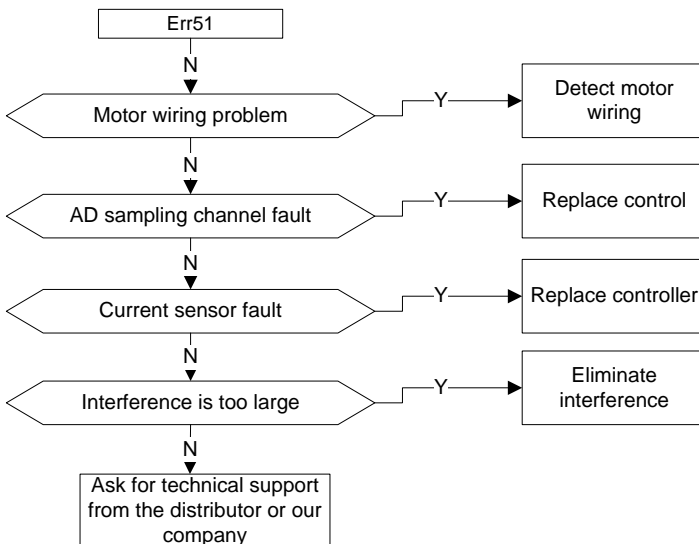 Err51
N
Motor wiring problem
Y
Detect motor
wiring
N
AD sampling channel fault
Y
Replace control
N
Current sensor fault
Y
Replace controller
N
Interference is too large
Y
Eliminate
interference
N
Ask for technical support
from the distributor or our
company